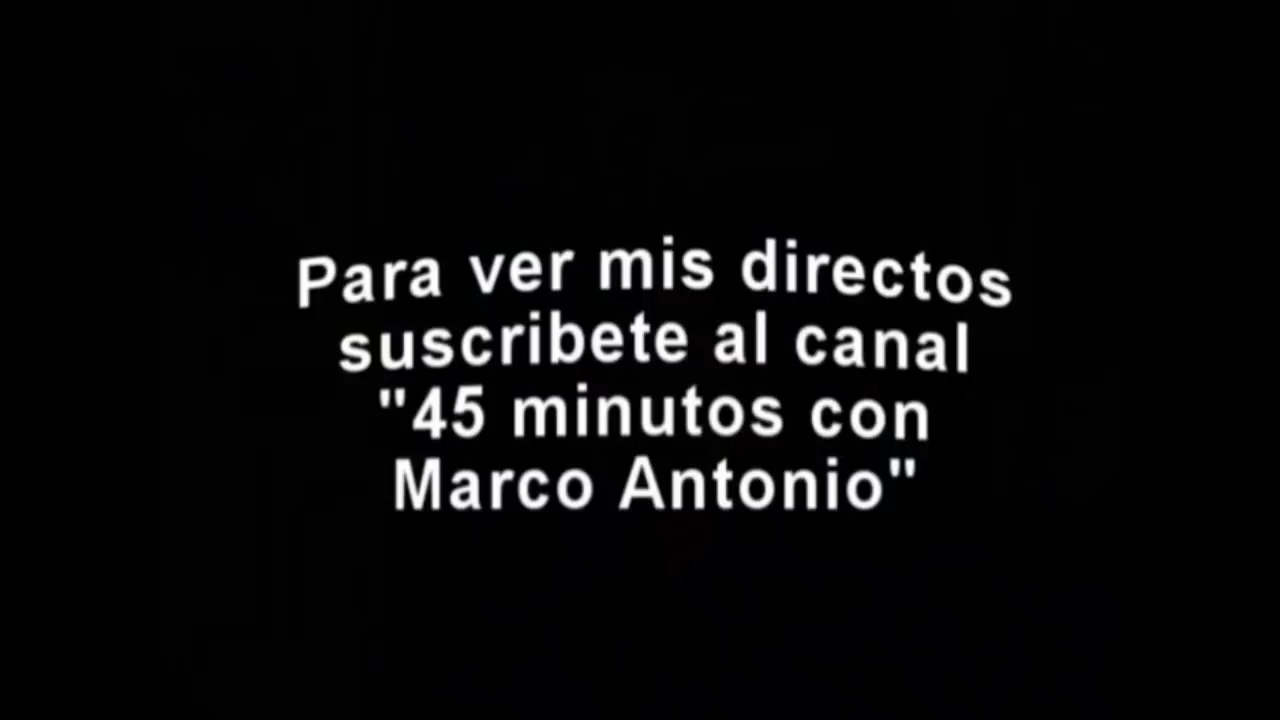 Para ver mis directos
suscribete al canal
"45 minutos con
Marco Antonio"